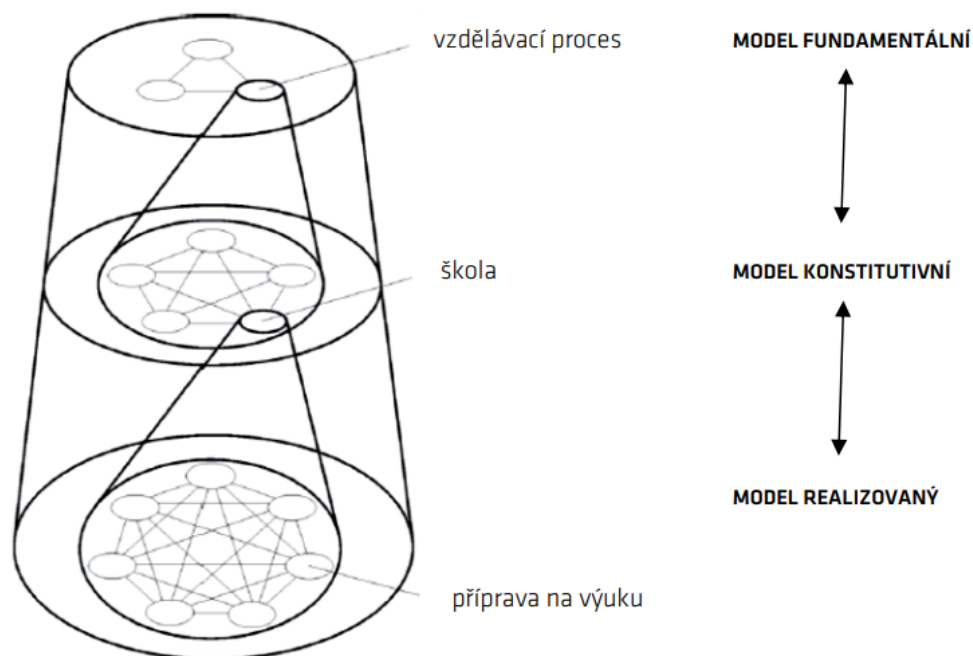 vzdělávací proces
MODEL FUNDAMENTÁLNÍ
škola
MODEL KONSTITUTIVNÍ
MODEL REALIZOVANÝ
příprava na výuku